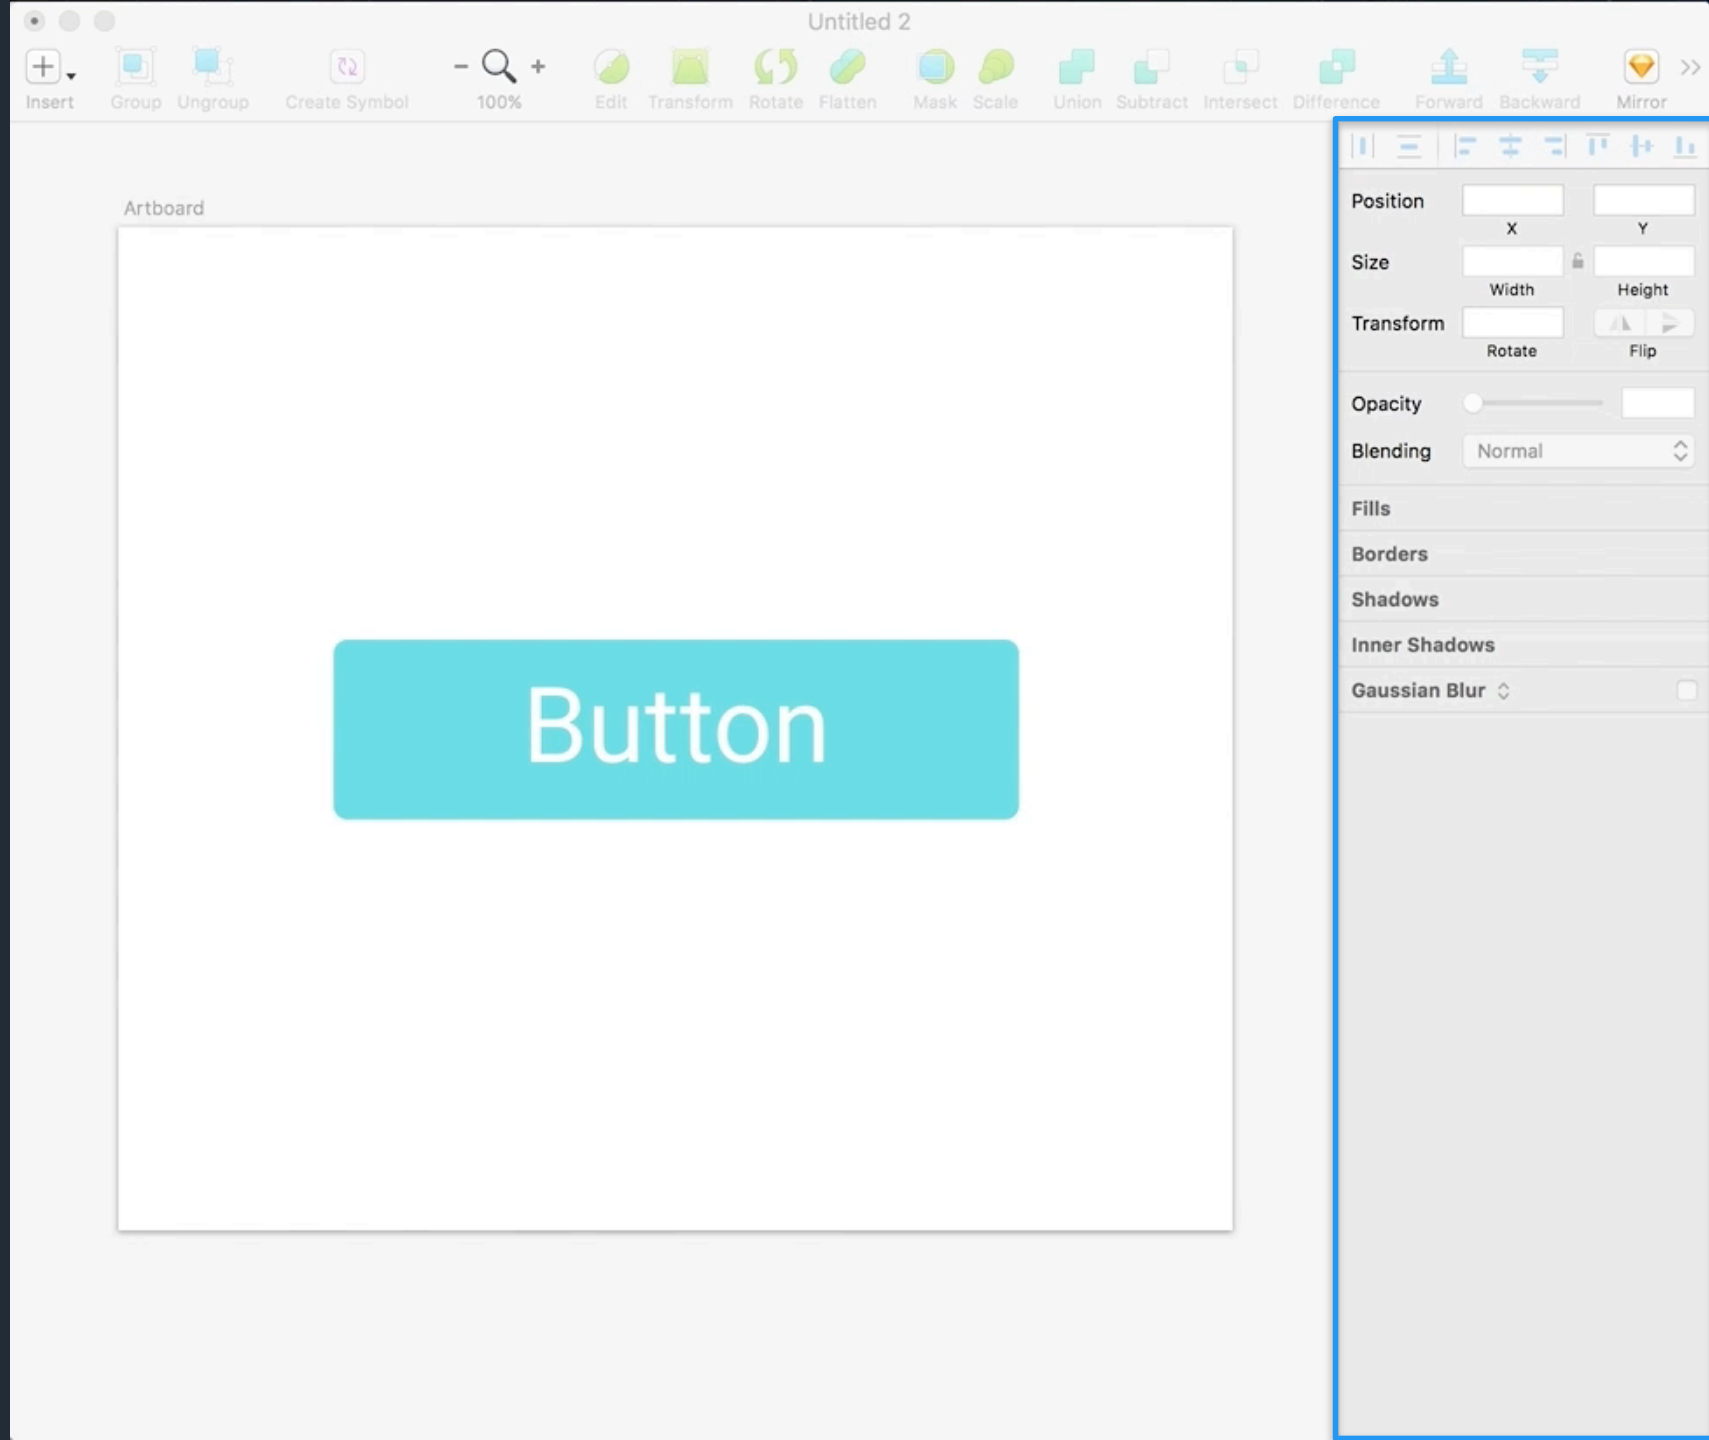 Untitled 2
Insert Group Ungroup Create Symbol 100% Edit Transform Rotate Flatten Mask Scale Union Subtract Intersect Difference Forward Backward Mirror
Artboard
Button
Position
X Y
Size
Width Height
Transform
Rotate Flip
Opacity
Blending Normal
Fills
Borders
Shadows
Inner Shadows
Gaussian Blur